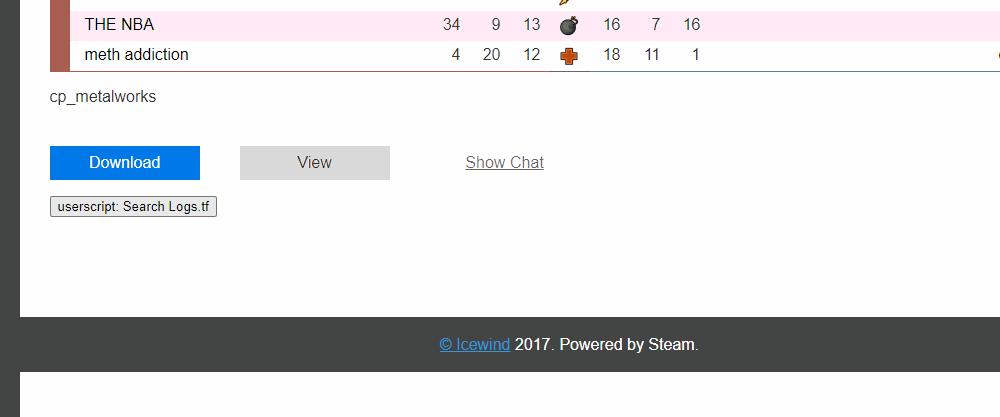 THE NBA 34 9 13 16 7 16
meth addiction 4 20 12 18 11 1
cp_metalworks
Download View Show Chat
userscript: Search Logs.tf
© Icewind 2017. Powered by Steam.